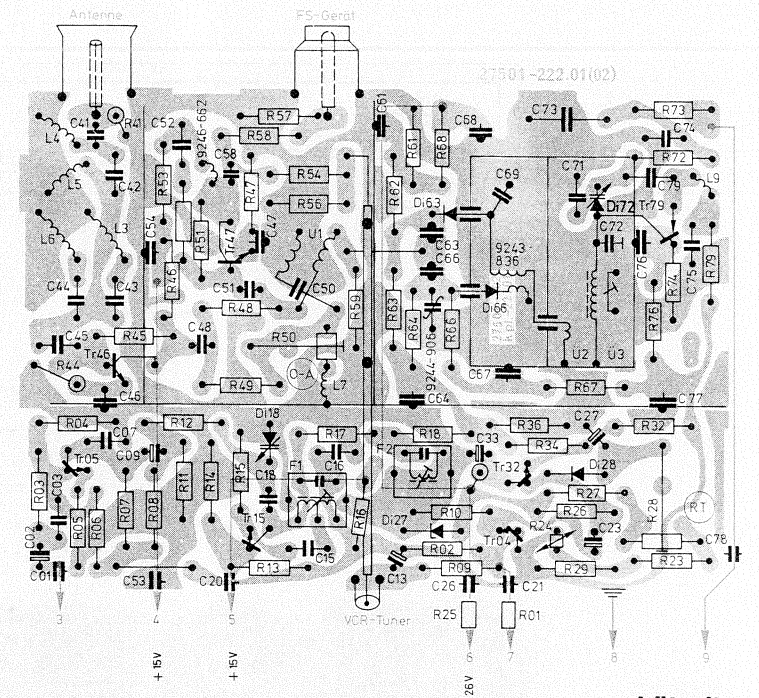 Antenne FS-Gerät
27501-222.01(02)
C41 R41 C52 9246-662 R57 C61 C68 C73 R73
L4 R58 R61 R68 C74
C58 C69 C71 R72
L5 C42 R53 R47 R54 R62 Di63 C79 L9
R56 Di72 Tr79
L6 L3 C54 R51 Tr47 C47 U1 C63 9243-836 C72 C76 C75 R79
C66
C44 C43 R46 C51 C50 R59 R63 R74
R48 Di66 R76
C45 R45 C48 R50 R64 9244-906 R66 U2 Ü3
Tr46 O-A
R44 R49 L7 C67 R67
C46 C64 C77
R04 R12 Di18 R17 R18 C33 R36 C27 R32
C07 C09 F2 R34
Tr05 C18 F1 C16 Tr32 Di28
R03 C03 R11 R14 R15 R27 R28
R05 R06 R07 R08 R16 R10 R26 RT
C02 Tr15 Di27 Tr04 R24 C23
C15 R02 C78
C01 C53 C20 R13 C13 R09 R29 R23
C26 C21
3 4 5 VCR-Tuner R25 R01
6 7 8 9
+15V +15V 26V